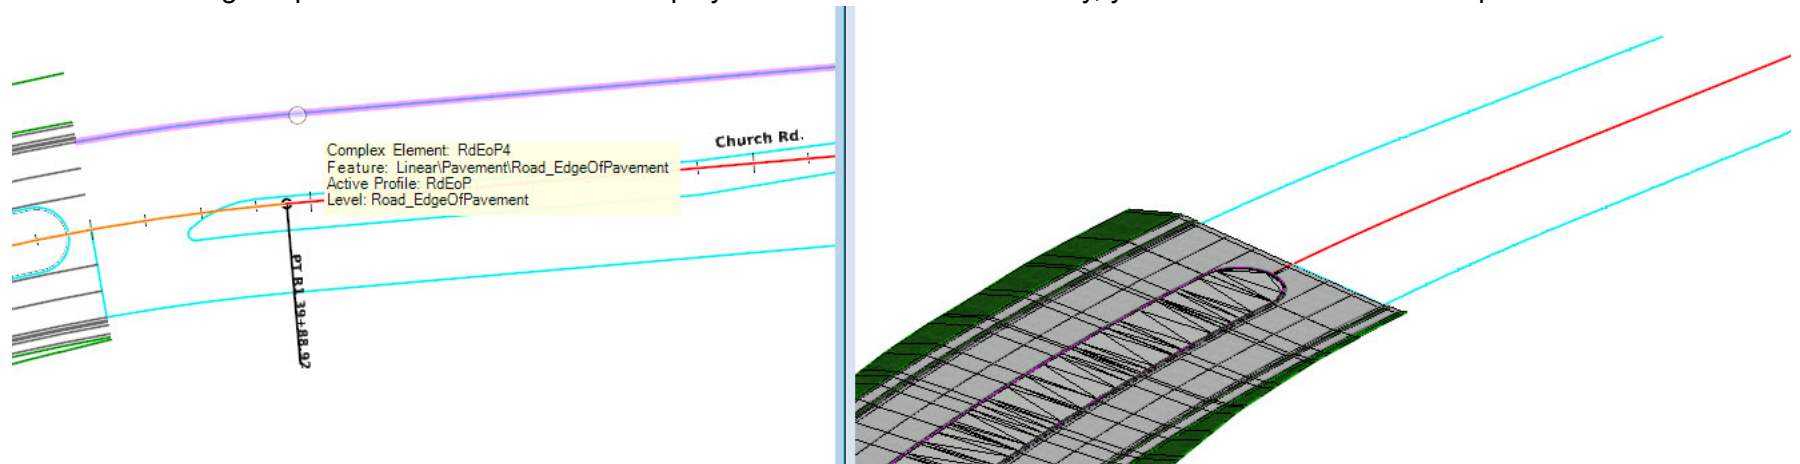 Church Rd.
Complex Element: RdEoP4
Feature: Linear\Pavement\Road_EdgeOfPavement
Active Profile: RdEoP
Level: Road_EdgeOfPavement
PT R1 39+88.92